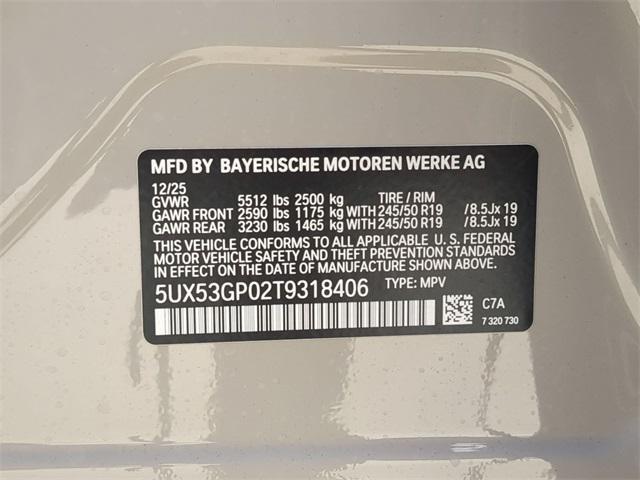 MFD BY BAYERISCHE MOTOREN WERKE AG
12/25
GVWR 5512 lbs 2500 kg TIRE / RIM
GAWR FRONT 2590 lbs 1175 kg WITH 245/50 R19 /8.5Jx 19
GAWR REAR 3230 lbs 1465 kg WITH 245/50 R19 /8.5Jx 19
THIS VEHICLE CONFORMS TO ALL APPLICABLE U. S. FEDERAL
MOTOR VEHICLE SAFETY AND THEFT PREVENTION STANDARDS
IN EFFECT ON THE DATE OF MANUFACTURE SHOWN ABOVE.
5UX53GP02T9318406 TYPE: MPV
C7A
7 320 730